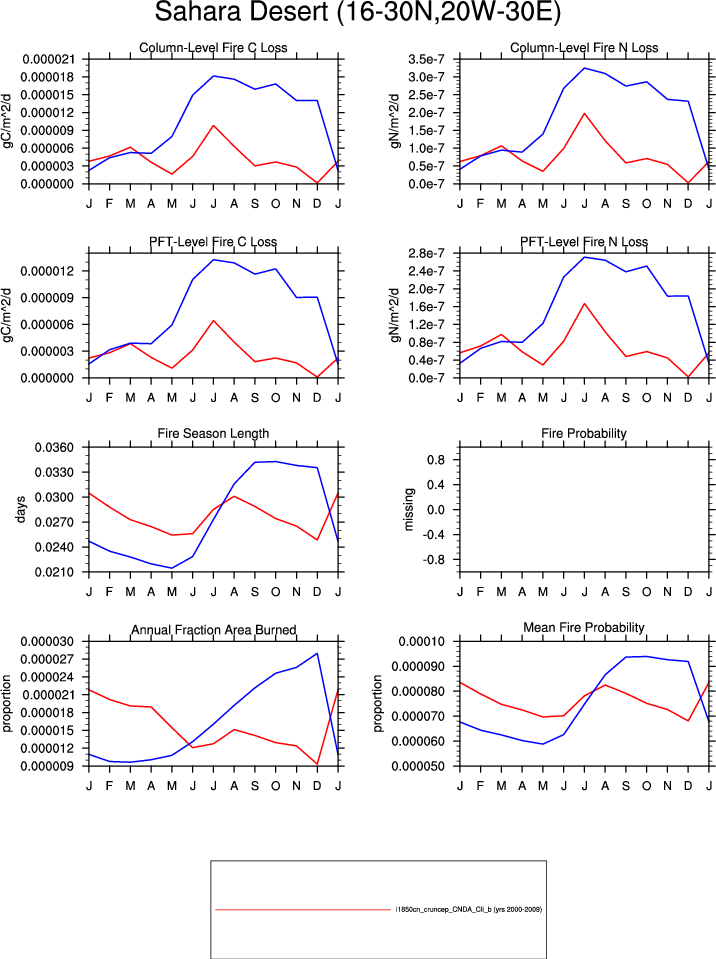 Sahara Desert (16-30N,20W-30E)
Column-Level Fire C Loss
gC/m^2/d
0.000021
0.000018
0.000015
0.000012
0.000009
0.000006
0.000003
0.000000
J F M A M J J A S O N D J
Column-Level Fire N Loss
gN/m^2/d
3.5e-7
3.0e-7
2.5e-7
2.0e-7
1.5e-7
1.0e-7
0.5e-7
0.0e-7
J F M A M J J A S O N D J
PFT-Level Fire C Loss
gC/m^2/d
0.000012
0.000009
0.000006
0.000003
0.000000
J F M A M J J A S O N D J
PFT-Level Fire N Loss
gN/m^2/d
2.8e-7
2.4e-7
2.0e-7
1.6e-7
1.2e-7
0.8e-7
0.4e-7
0.0e-7
J F M A M J J A S O N D J
Fire Season Length
days
0.0360
0.0330
0.0300
0.0270
0.0240
0.0210
J F M A M J J A S O N D J
Fire Probability
missing
0.8
0.4
0.0
-0.4
-0.8
J F M A M J J A S O N D J
Annual Fraction Area Burned
proportion
0.000030
0.000027
0.000024
0.000021
0.000018
0.000015
0.000012
0.000009
J F M A M J J A S O N D J
Mean Fire Probability
proportion
0.00010
0.000090
0.000080
0.000070
0.000060
0.000050
J F M A M J J A S O N D J
i1850cn_cruncep_CNDA_Cli_b (yrs 2000-2009)